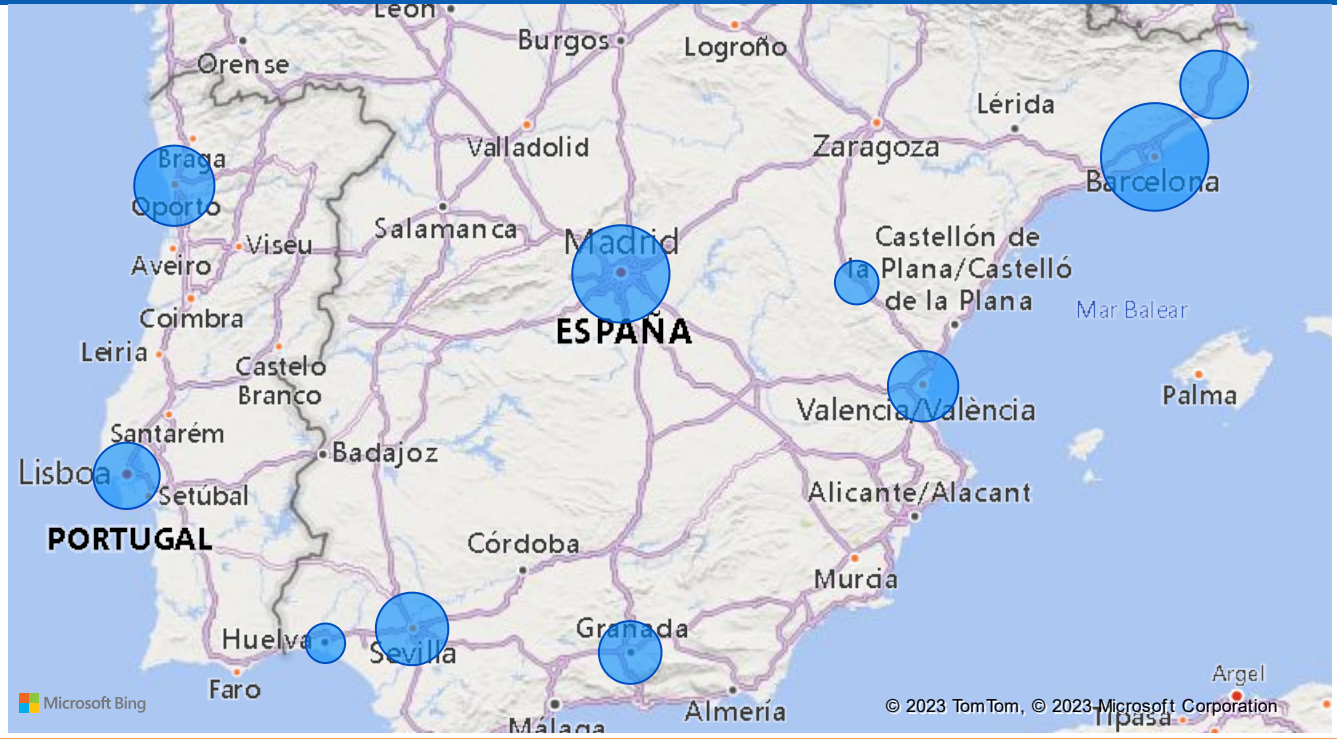 León
Burgos
Logroño
Orense
Lérida
Valladolid
Zaragoza
Braga
Barcelona
Oporto
Salamanca
Madrid
Castellón de
la Plana/Castelló
de la Plana
Viseu
Aveiro
Mar Balear
Coimbra
ESPAÑA
Leiria
Castelo
Branco
Palma
Valencia/València
Santarém
Badajoz
Lisboa
Setúbal
Alicante/Alacant
PORTUGAL
Córdoba
Murcia
Huelva
Granada
Sevilla
Argel
Faro
Microsoft Bing
Almería
© 2023 TomTom, © 2023 Microsoft Corporation
Málaga
Tipasa